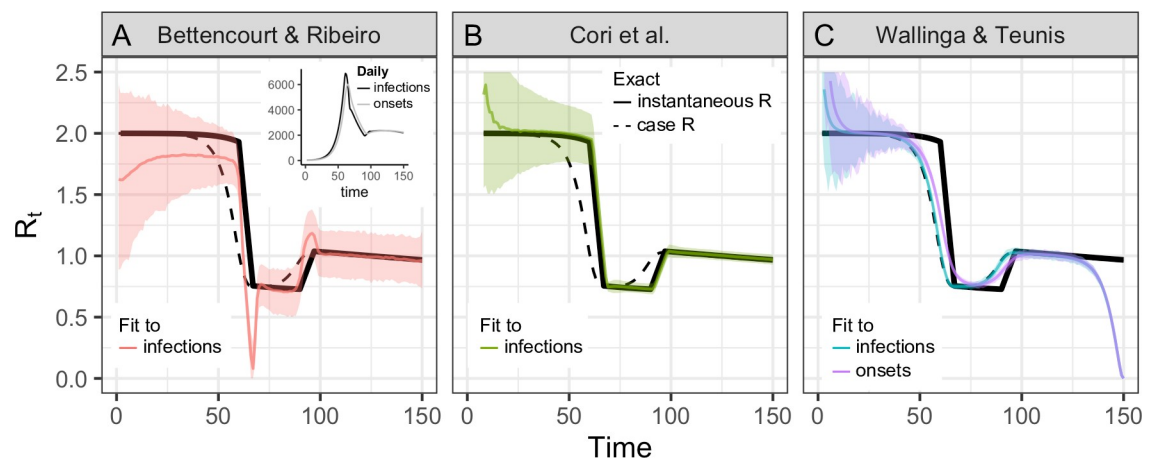 A Bettencourt & Ribeiro
B Cori et al.
C Wallinga & Teunis
Rt
2.5
2.0
1.5
1.0
0.5
0.0
Daily
infections
onsets
6000
4000
2000
0
0 50 100 150
time
Fit to
infections
0 50 100 150
Exact
instantaneous R
case R
Fit to
infections
0 50 100 150
Fit to
infections
onsets
0 50 100 150
Time